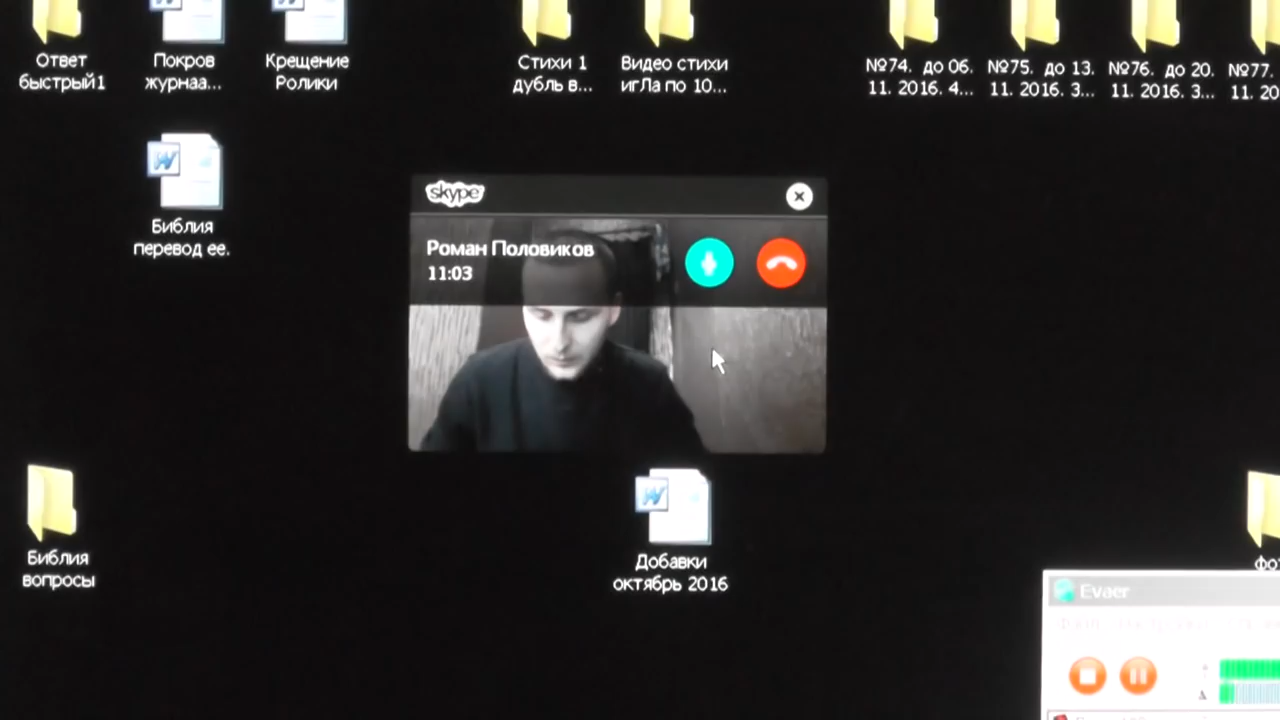 Ответ
быстрый1
Покров
журнаа...
Крещение
Ролики
Стихи 1
дубль в...
Видео стихи
игЛа по 10...
№74. до 06.
11. 2016. 4...
№75. до 13.
11. 2016. 3...
№76. до 20.
11. 2016. 3...
№77.
11. 20
Библия
перевод ее.
skype
Роман Половиков
11:03
Библия
вопросы
Добавки
октябрь 2016
фот
Evaer